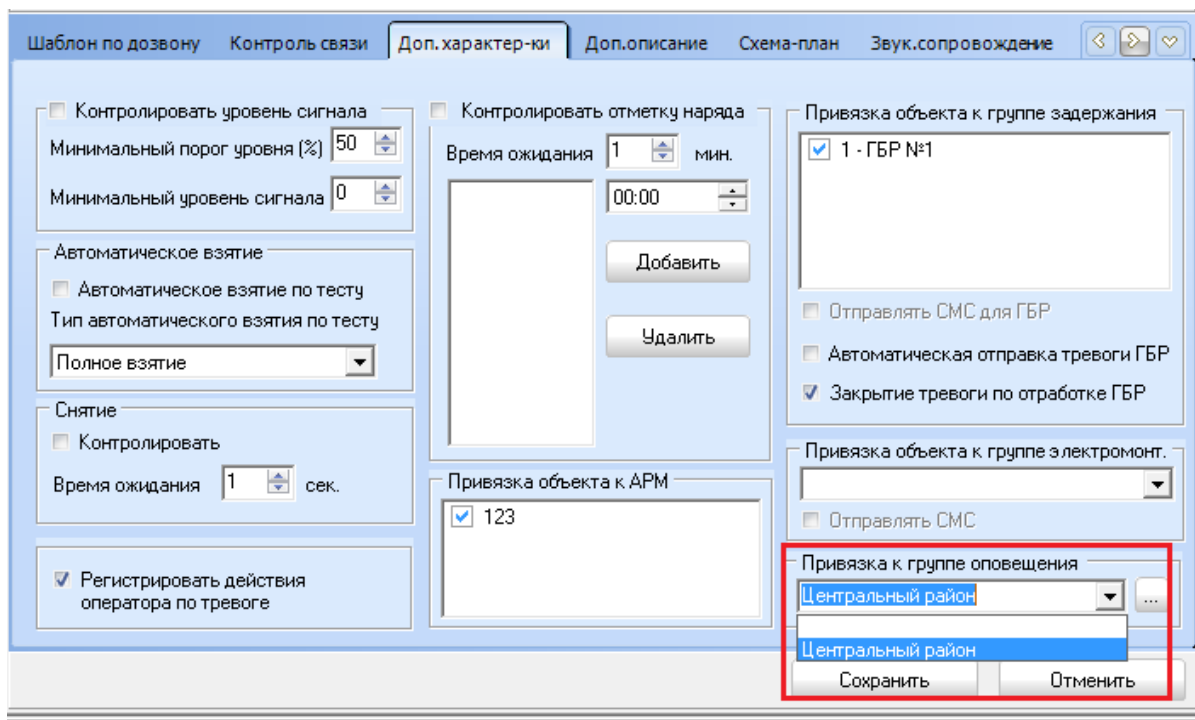 Шаблон по дозвону Контроль связи Доп.характер-ки Доп.описание Схема-план Звук.сопровождение
Контролировать уровень сигнала
Минимальный порог уровня (%) 50
Минимальный уровень сигнала 0
Автоматическое взятие
Автоматическое взятие по тесту
Тип автоматического взятия по тесту
Полное взятие
Снятие
Контролировать
Время ожидания 1 сек.
Регистрировать действия
оператора по тревоге
Контролировать отметку наряда
Время ожидания 1 мин.
00:00
Добавить
Удалить
Привязка объекта к АРМ
123
Привязка объекта к группе задержания
1 - ГБР №1
Отправлять СМС для ГБР
Автоматическая отправка тревоги ГБР
Закрытие тревоги по отработке ГБР
Привязка объекта к группе электромонт.
Отправлять СМС
Привязка к группе оповещения
Центральный район ...
Центральный район
Сохранить Отменить